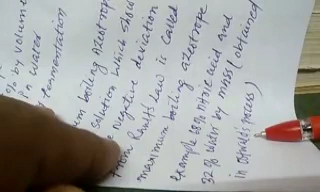 % by volume
in water
fermentation
boiling azeotrope
solution which show
negative deviation
from Raoult's law is called
maximum boiling azeotrope
example 68% nitric acid and
32% water by mass (obtained
in ostwald's process)